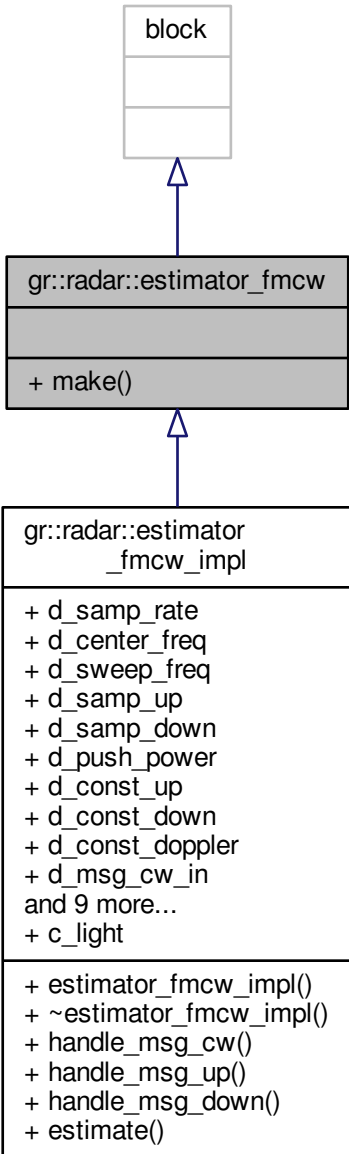 block
gr::radar::estimator_fmcw
+ make()
gr::radar::estimator
_fmcw_impl
+ d_samp_rate
+ d_center_freq
+ d_sweep_freq
+ d_samp_up
+ d_samp_down
+ d_push_power
+ d_const_up
+ d_const_down
+ d_const_doppler
+ d_msg_cw_in
and 9 more...
+ c_light
+ estimator_fmcw_impl()
+ ~estimator_fmcw_impl()
+ handle_msg_cw()
+ handle_msg_up()
+ handle_msg_down()
+ estimate()